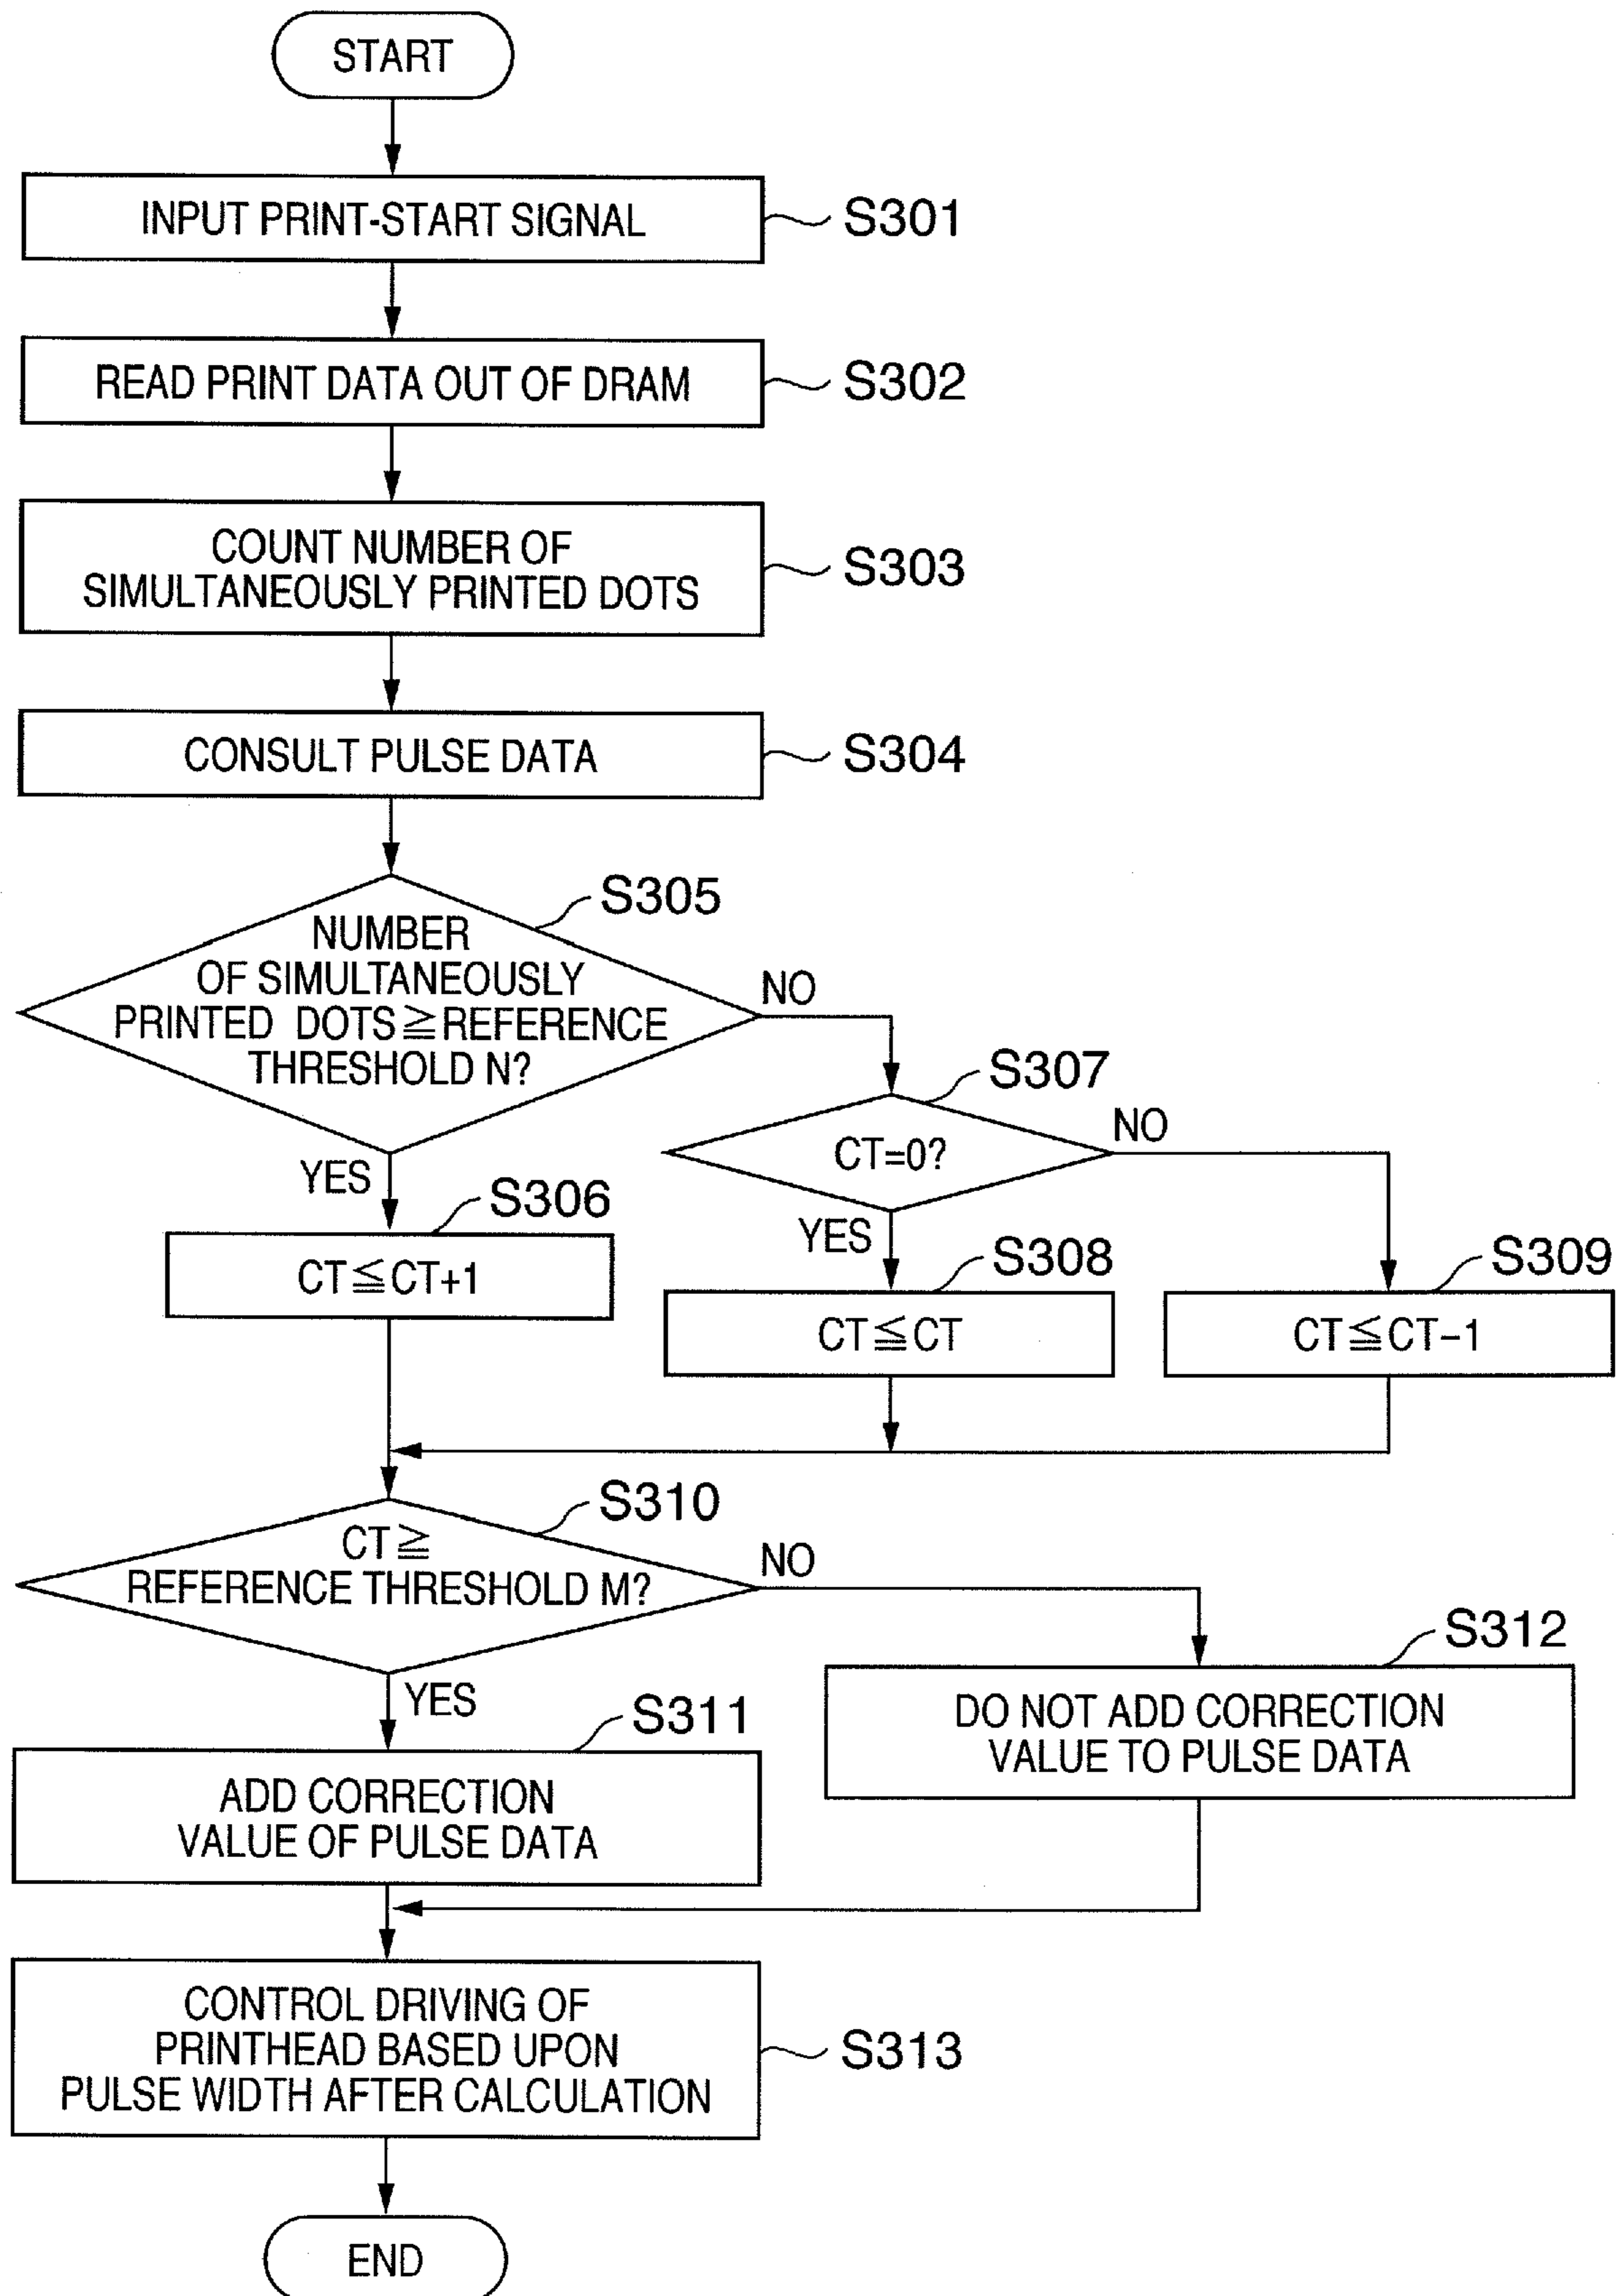 START
INPUT PRINT-START SIGNAL
S301
READ PRINT DATA OUT OF DRAM
S302
COUNT NUMBER OF
SIMULTANEOUSLY PRINTED DOTS
S303
CONSULT PULSE DATA
S304
S305
NUMBER
OF SIMULTANEOUSLY
PRINTED DOTS≧REFERENCE
THRESHOLD N?
NO
YES
S307
CT=0?
NO
YES
S306
CT≦CT+1
S308
CT≦CT
S309
CT≦CT−1
S310
CT≧
REFERENCE THRESHOLD M?
NO
YES
S312
DO NOT ADD CORRECTION
VALUE TO PULSE DATA
S311
ADD CORRECTION
VALUE OF PULSE DATA
CONTROL DRIVING OF
PRINTHEAD BASED UPON
PULSE WIDTH AFTER CALCULATION
S313
END